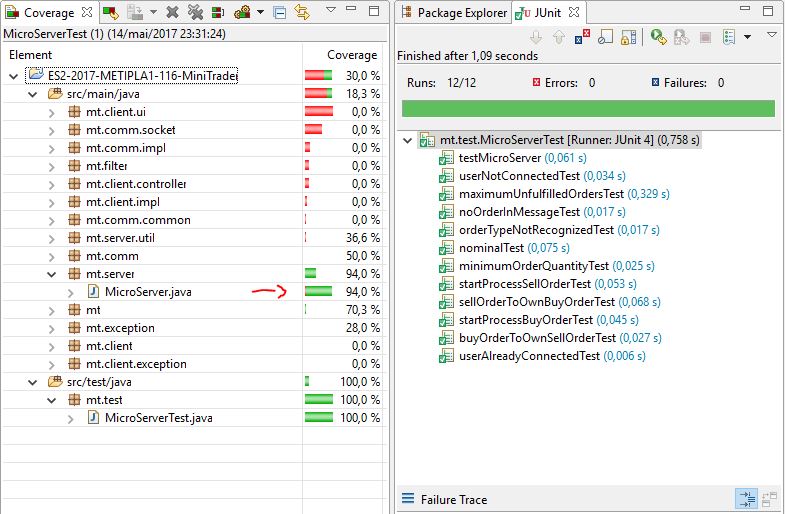 Coverage
MicroServerTest (1) (14/mai/2017 23:31:24)
Element Coverage
ES2-2017-METIPLA1-116-MiniTrader 30,0 %
src/main/java 18,3 %
mt.client.ui 0,0 %
mt.comm.socket 0,0 %
mt.comm.impl 0,0 %
mt.filter 0,0 %
mt.client.controller 0,0 %
mt.client.impl 0,0 %
mt.comm.common 0,0 %
mt.server.util 36,6 %
mt.comm 50,0 %
mt.server 94,0 %
MicroServer.java 94,0 %
mt 70,3 %
mt.exception 28,0 %
mt.client 0,0 %
mt.client.exception 0,0 %
src/test/java 100,0 %
mt.test 100,0 %
MicroServerTest.java 100,0 %
Package Explorer JUnit
Finished after 1,09 seconds
Runs: 12/12 Errors: 0 Failures: 0
mt.test.MicroServerTest [Runner: JUnit 4] (0,758 s)
testMicroServer (0,061 s)
userNotConnectedTest (0,034 s)
maximumUnfulfilledOrdersTest (0,329 s)
noOrderInMessageTest (0,017 s)
orderTypeNotRecognizedTest (0,017 s)
nominalTest (0,075 s)
minimumOrderQuantityTest (0,025 s)
startProcessSellOrderTest (0,053 s)
sellOrderToOwnBuyOrderTest (0,068 s)
startProcessBuyOrderTest (0,045 s)
buyOrderToOwnSellOrderTest (0,027 s)
userAlreadyConnectedTest (0,006 s)
Failure Trace